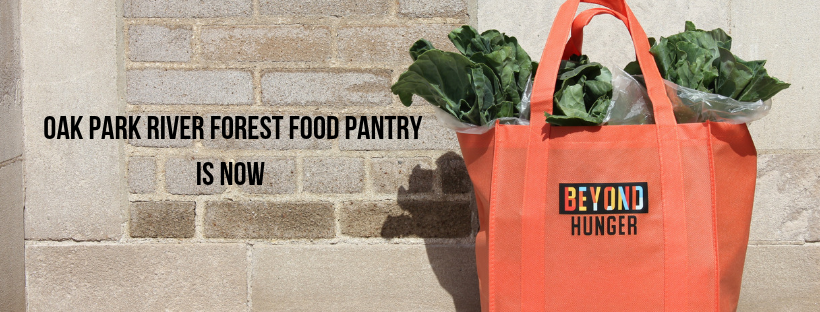 OAK PARK RIVER FOREST FOOD PANTRY
IS NOW
BEYOND
HUNGER